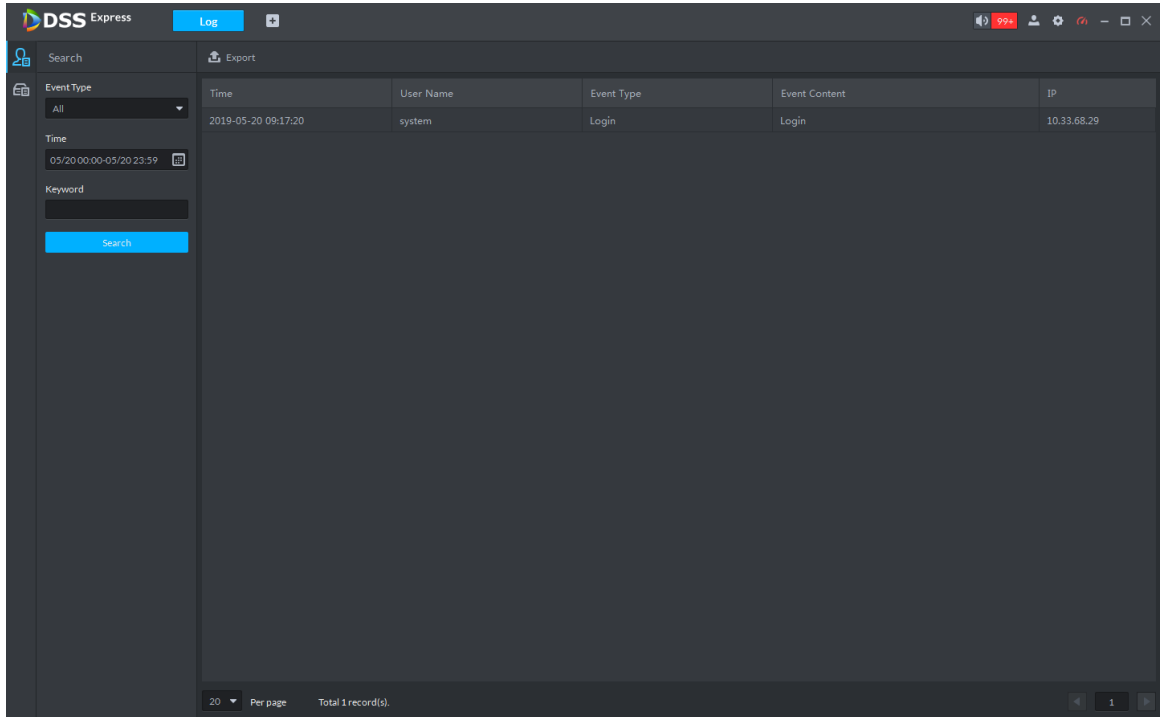 DSS Express Log 99+
Search Export
Event Type
All
Time
05/20 00:00-05/20 23:59
Keyword
Search
Time User Name Event Type Event Content IP
2019-05-20 09:17:20 system Login Login 10.33.68.29
20 Per page Total 1 record(s). 1